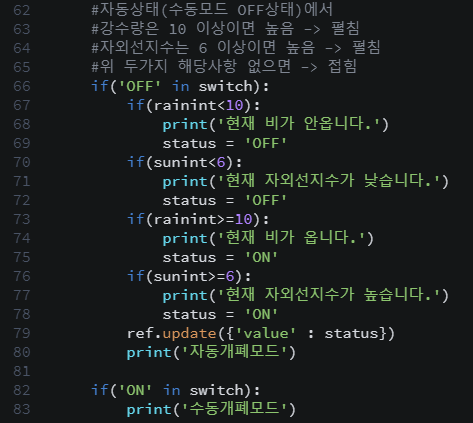 62 #자동상태(수동모드 OFF상태)에서
63 #강수량은 10 이상이면 높음 -> 펼침
64 #자외선지수는 6 이상이면 높음 -> 펼침
65 #위 두가지 해당사항 없으면 -> 접힘
66 if('OFF' in switch):
67 if(rainint<10):
68 print('현재 비가 안옵니다.')
69 status = 'OFF'
70 if(sunint<6):
71 print('현재 자외선지수가 낮습니다.')
72 status = 'OFF'
73 if(rainint>=10):
74 print('현재 비가 옵니다.')
75 status = 'ON'
76 if(sunint>=6):
77 print('현재 자외선지수가 높습니다.')
78 status = 'ON'
79 ref.update({'value' : status})
80 print('자동개폐모드')
81
82 if('ON' in switch):
83 print('수동개폐모드')